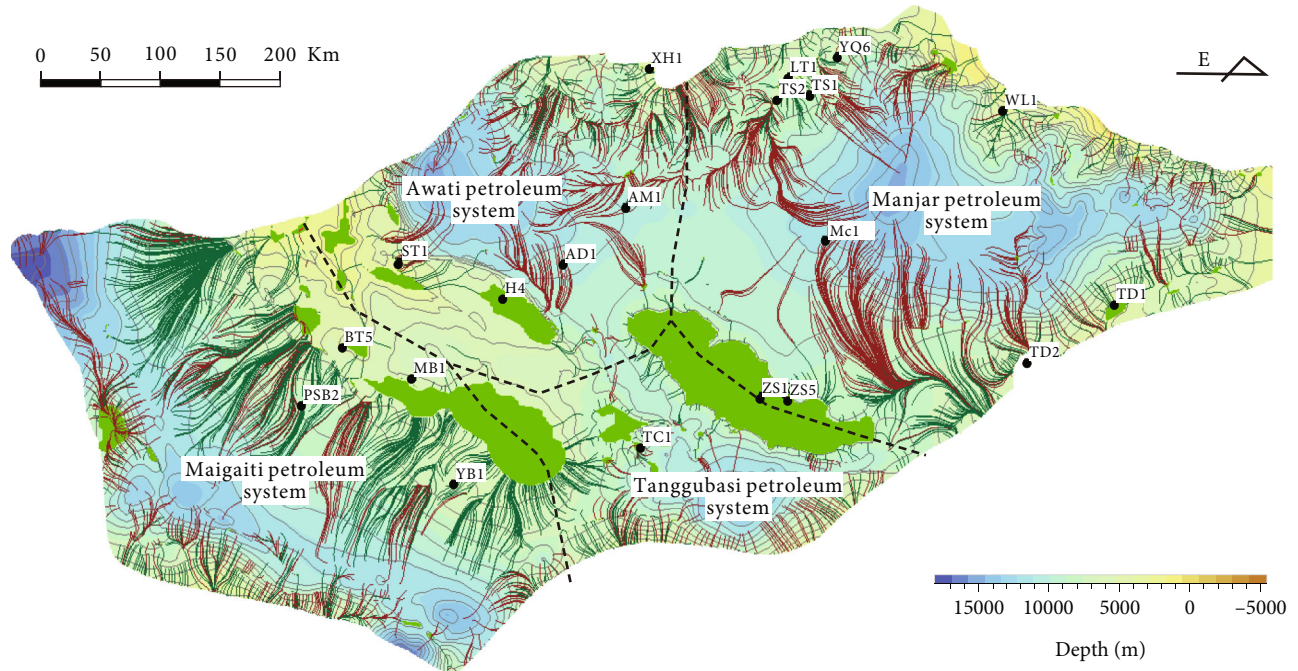 0 50 100 150 200 Km
XH1
YQ6
E
LT1
TS2
TS1
WL1
Awati petroleum
system
AM1
Manjar petroleum
system
Mc1
ST1
AD1
H4
TD1
BT5
TD2
MB1
PSB2
ZS1
ZS5
TC1
Maigaiti petroleum
system
YB1
Tanggubasi petroleum
system
15000 10000 5000 0 –5000
Depth (m)